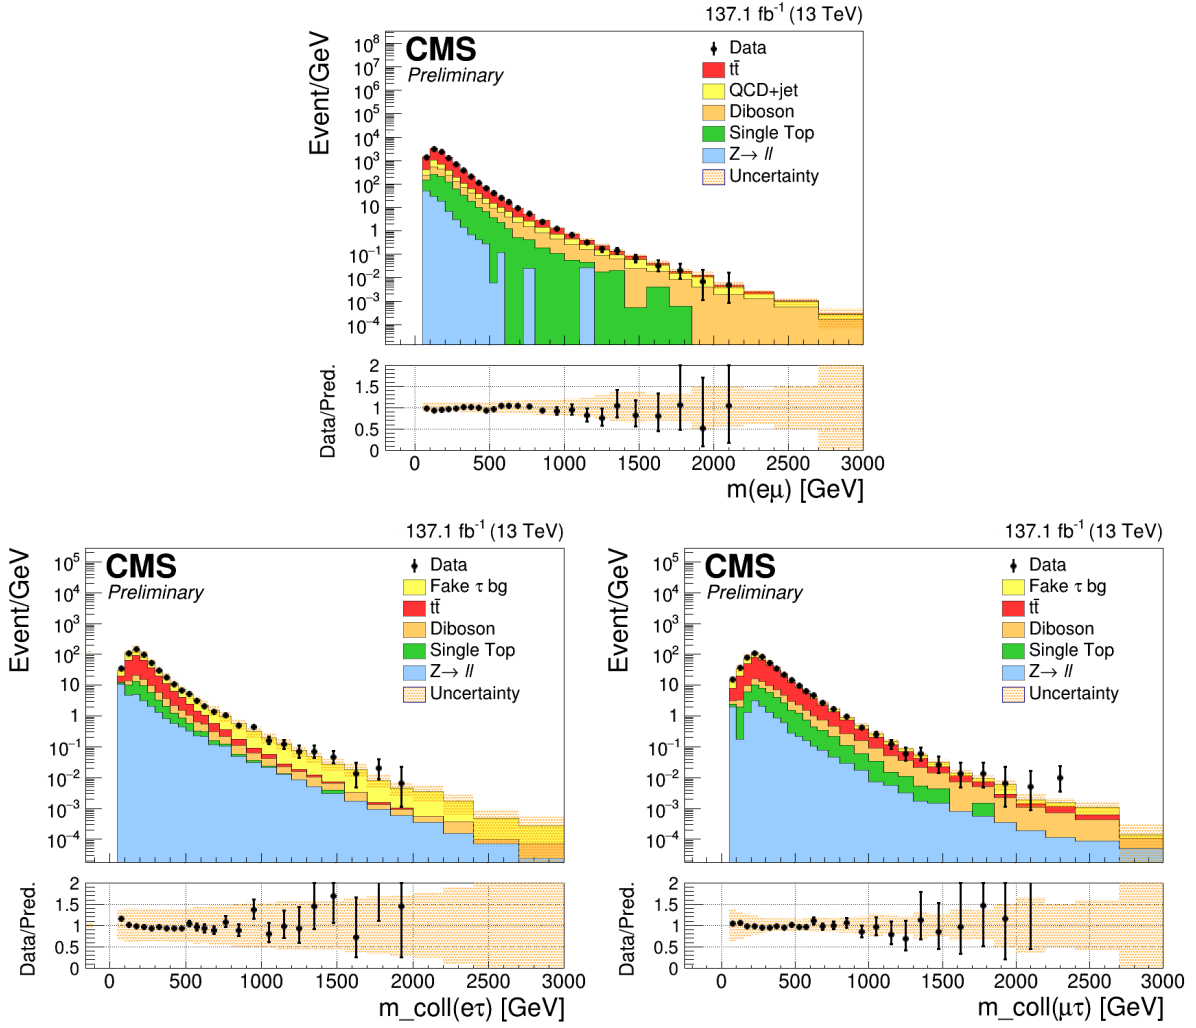 137.1 fb⁻¹ (13 TeV)
CMS
Preliminary
Event/GeV
10⁸
10⁷
10⁶
10⁵
10⁴
10³
10²
10
1
10⁻¹
10⁻²
10⁻³
10⁻⁴
Data
tt̄
QCD+jet
Diboson
Single Top
Z→ ll
Uncertainty
Data/Pred.
2
1.5
1
0.5
0
0 500 1000 1500 2000 2500 3000
m(eμ) [GeV]
137.1 fb⁻¹ (13 TeV)
CMS
Preliminary
Event/GeV
10⁵
10⁴
10³
10²
10
1
10⁻¹
10⁻²
10⁻³
10⁻⁴
Data
Fake τ bg
tt̄
Diboson
Single Top
Z→ ll
Uncertainty
Data/Pred.
2
1.5
1
0.5
0
0 500 1000 1500 2000 2500 3000
m_coll(eτ) [GeV]
137.1 fb⁻¹ (13 TeV)
CMS
Preliminary
Event/GeV
10⁵
10⁴
10³
10²
10
1
10⁻¹
10⁻²
10⁻³
10⁻⁴
Data
Fake τ bg
tt̄
Diboson
Single Top
Z→ ll
Uncertainty
Data/Pred.
2
1.5
1
0.5
0
0 500 1000 1500 2000 2500 3000
m_coll(μτ) [GeV]